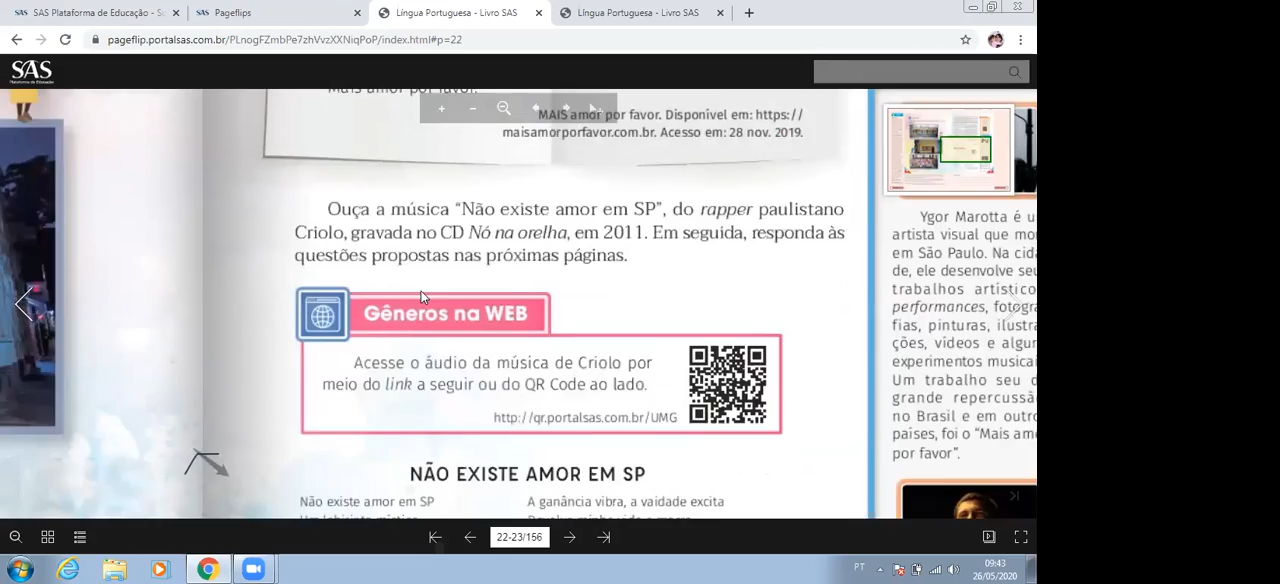 SAS Plataforma de Educação - S
Pageflips
Língua Portuguesa - Livro SAS
Língua Portuguesa - Livro SAS
pageflip.portalsas.com.br/PLnogFZmbPe7zhVvzXXNiqPoP/index.html#p=22
SAS
Plataforma de Educação
Mais amor por favor.
MAIS amor por favor. Disponível em: https://
maisamorporfavor.com.br. Acesso em: 28 nov. 2019.
Ouça a música “Não existe amor em SP”, do rapper paulistano
Criolo, gravada no CD Nó na orelha, em 2011. Em seguida, responda às
questões propostas nas próximas páginas.
Gêneros na WEB
Acesse o áudio da música de Criolo por
meio do link a seguir ou do QR Code ao lado.
http://qr.portalsas.com.br/UMG
NÃO EXISTE AMOR EM SP
Não existe amor em SP
A ganância vibra, a vaidade excita
Ygor Marotta é u
artista visual que mor
em São Paulo. Na cida
de, ele desenvolve seu
trabalhos artístico
performances, fotogra
fias, pinturas, ilustra
ções, vídeos e algun
experimentos musicai
Um trabalho seu d
grande repercussã
no Brasil e em outro
países, foi o “Mais amo
por favor”.
22-23/156
PT
09:43
26/05/2020